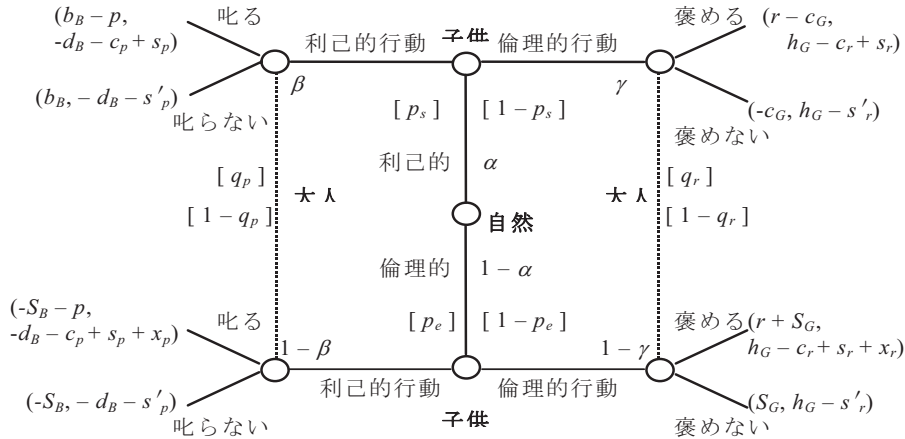 (b_B − p,
-d_B − c_p + s_p)
叱る
利己的行動
子供
倫理的行動
褒める
(r − c_G,
h_G − c_r + s_r)
β
γ
(b_B, − d_B − s′_p)
叱らない
[ p_s ]
[ 1 − p_s ]
(-c_G, h_G − s′_r)
褒めない
利己的
α
[ q_p ]
[ 1 − q_p ]
大人
自然
大人
[ q_r ]
[ 1 − q_r ]
倫理的
1 − α
(-S_B − p,
-d_B − c_p + s_p + x_p)
叱る
[ p_e ]
[ 1 − p_e ]
褒める
(r + S_G,
h_G − c_r + s_r + x_r)
1 − β
1 − γ
利己的行動
倫理的行動
(-S_B, − d_B − s′_p)
叱らない
子供
(S_G, h_G − s′_r)
褒めない